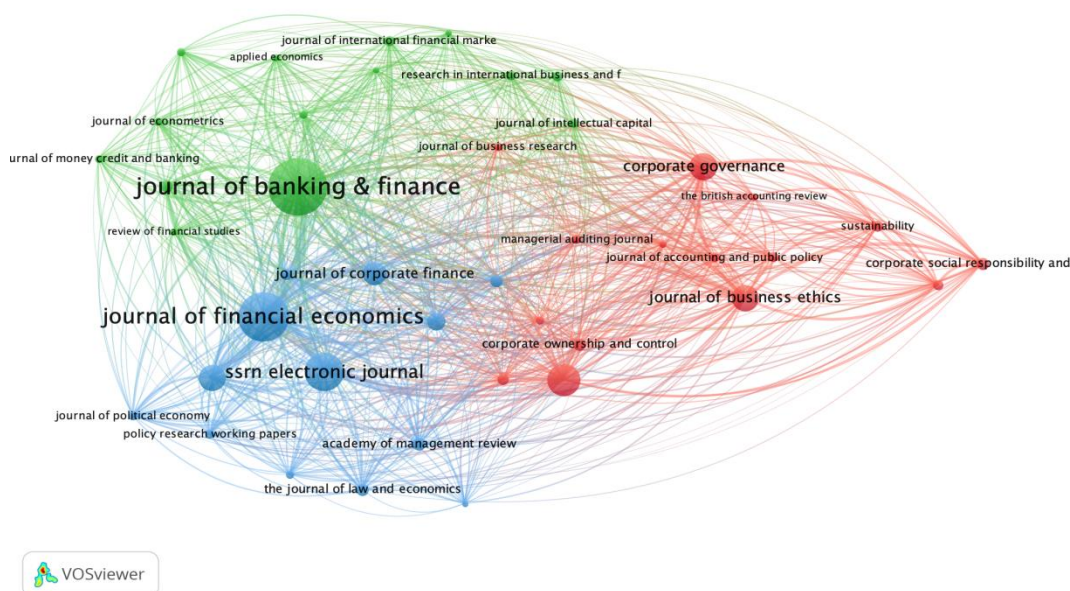 journal of international financial marke
applied economics
research in international business and f
journal of econometrics
journal of intellectual capital
journal of business research
urnal of money credit and banking
corporate governance
journal of banking & finance
the british accounting review
sustainability
review of financial studies
managerial auditing journal
journal of accounting and public policy
corporate social responsibility and
journal of corporate finance
journal of business ethics
journal of financial economics
corporate ownership and control
ssrn electronic journal
journal of political economy
policy research working papers
academy of management review
the journal of law and economics
VOSviewer